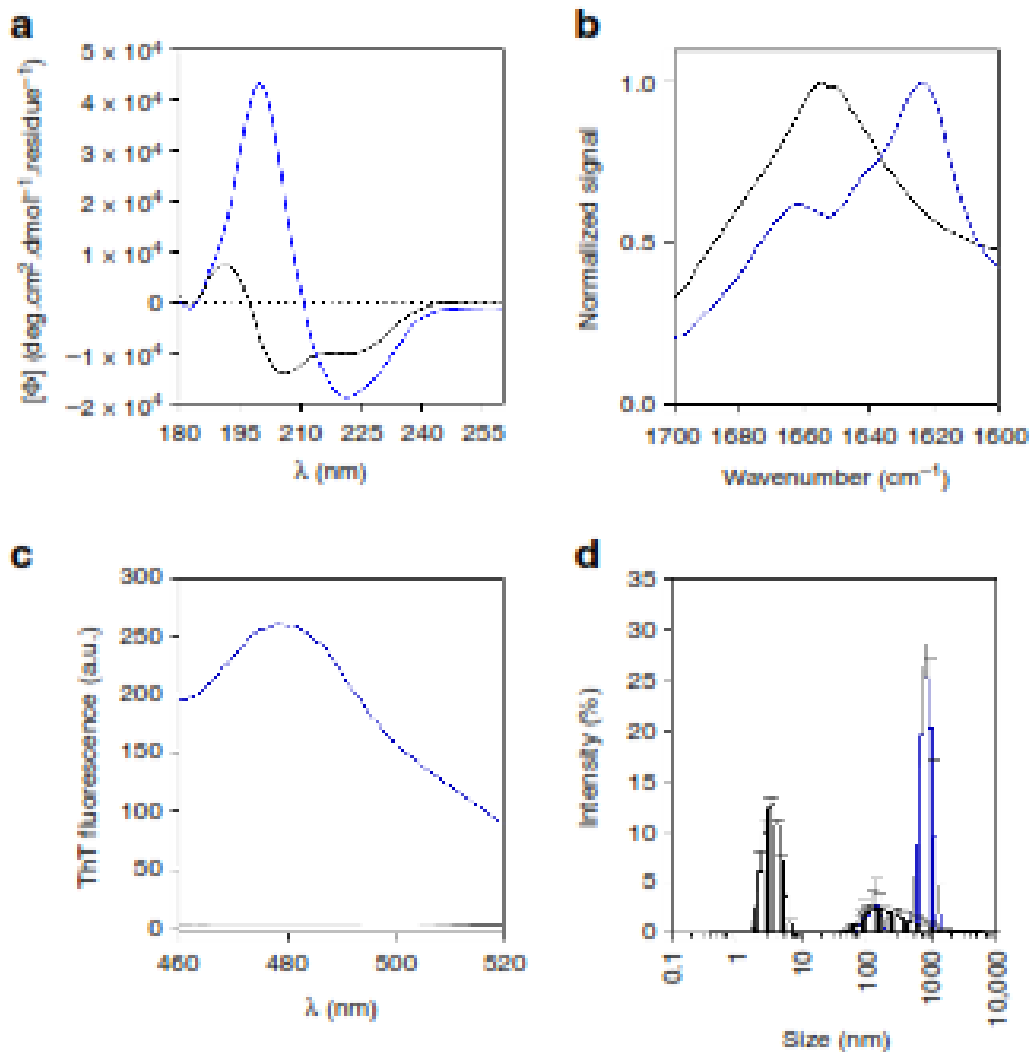 a
[Φ] (deg.cm².dmol⁻¹.residue⁻¹)
5 x 10⁴
4 x 10⁴
3 x 10⁴
2 x 10⁴
1 x 10⁴
0
−1 x 10⁴
−2 x 10⁴
180 195 210 225 240 255
λ (nm)
b
Normalized signal
1.0
0.5
0.0
1700 1680 1660 1640 1620 1600
Wavenumber (cm⁻¹)
c
ThT fluorescence (a.u.)
300
250
200
150
100
50
0
460 480 500 520
λ (nm)
d
Intensity (%)
35
30
25
20
15
10
5
0
0.1 1 10 100 1000 10,000
Size (nm)